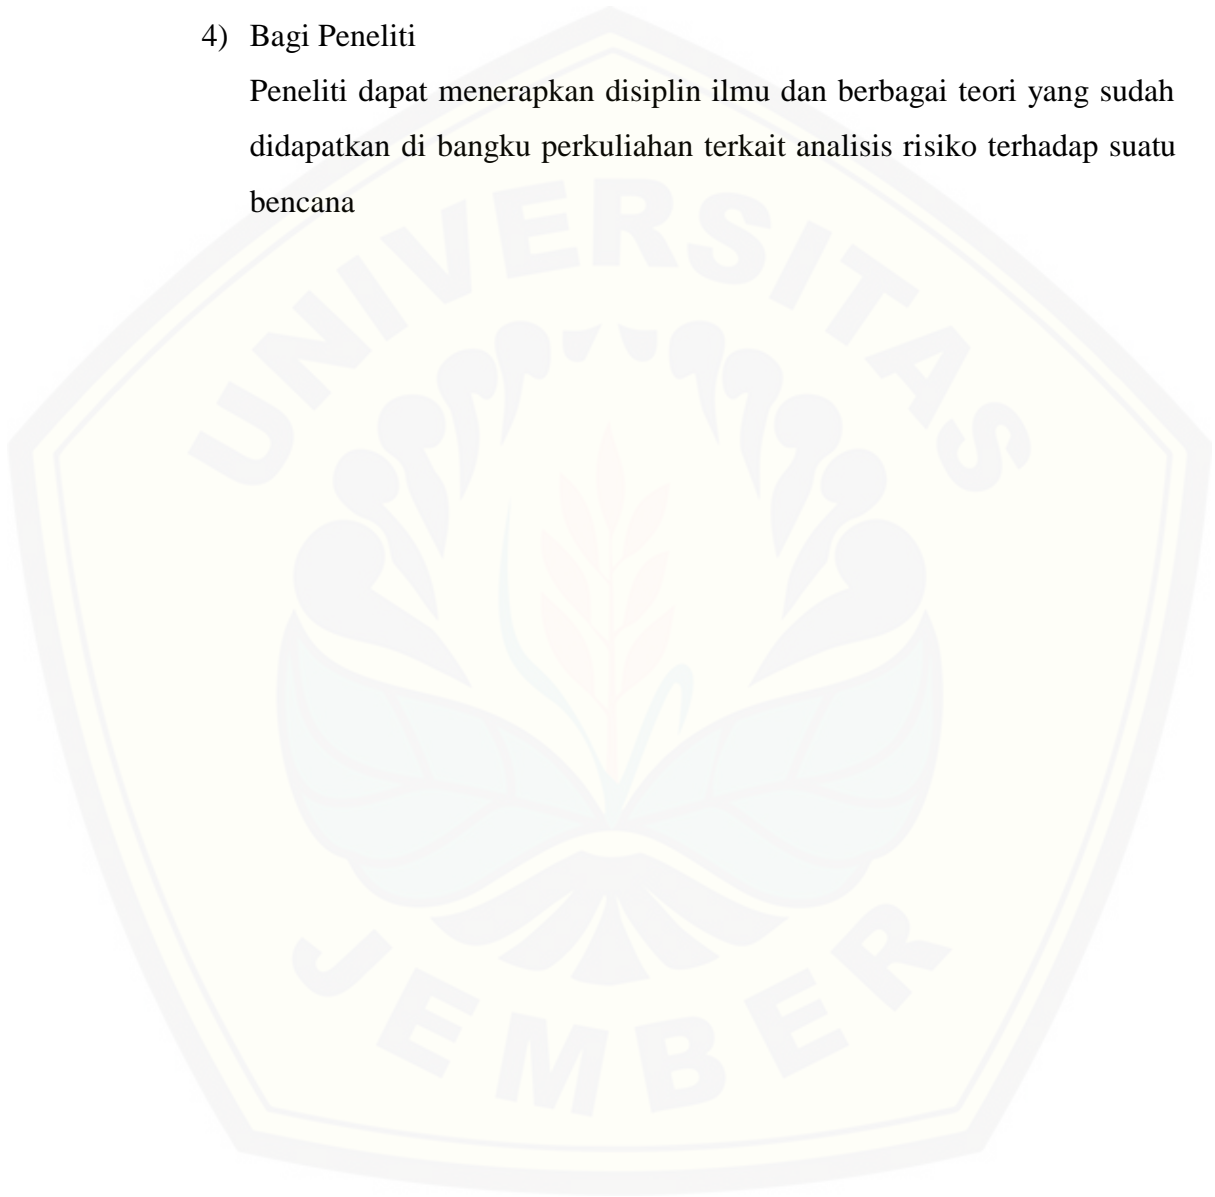 4) Bagi Peneliti
Peneliti dapat menerapkan disiplin ilmu dan berbagai teori yang sudah
didapatkan di bangku perkuliahan terkait analisis risiko terhadap suatu
bencana
UNIVERSITAS
JEMBER